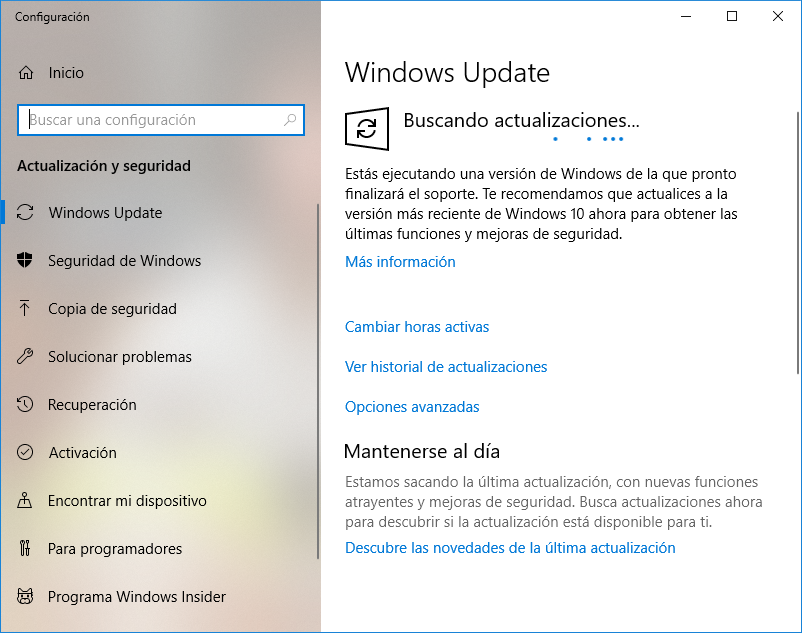 Configuración
Inicio
Buscar una configuración
Actualización y seguridad
Windows Update
Seguridad de Windows
Copia de seguridad
Solucionar problemas
Recuperación
Activación
Encontrar mi dispositivo
Para programadores
Programa Windows Insider
Windows Update
Buscando actualizaciones...
Estás ejecutando una versión de Windows de la que pronto
finalizará el soporte. Te recomendamos que actualices a la
versión más reciente de Windows 10 ahora para obtener las
últimas funciones y mejoras de seguridad.
Más información
Cambiar horas activas
Ver historial de actualizaciones
Opciones avanzadas
Mantenerse al día
Estamos sacando la última actualización, con nuevas funciones
atrayentes y mejoras de seguridad. Busca actualizaciones ahora
para descubrir si la actualización está disponible para ti.
Descubre las novedades de la última actualización